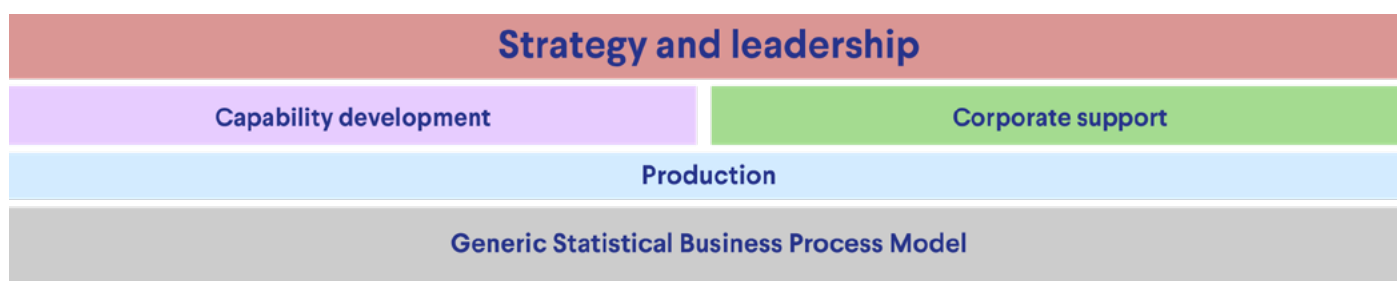 Strategy and leadership
Capability development
Corporate support
Production
Generic Statistical Business Process Model